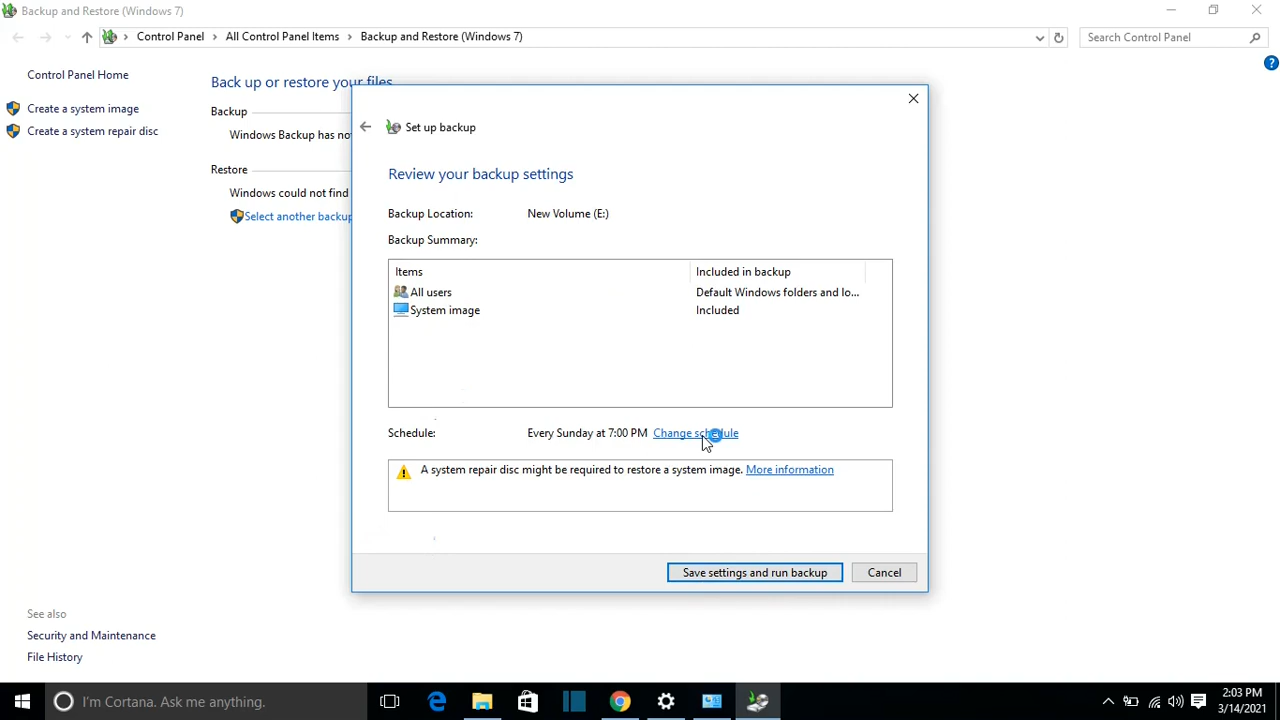 Backup and Restore (Windows 7)
Control Panel
All Control Panel Items
Backup and Restore (Windows 7)
Search Control Panel
Control Panel Home
Create a system image
Create a system repair disc
Back up or restore your files
Backup
Windows Backup has not
Restore
Windows could not find
Select another backup
Set up backup
Review your backup settings
Backup Location: New Volume (E:)
Backup Summary:
Items Included in backup
All users Default Windows folders and lo...
System image Included
Schedule: Every Sunday at 7:00 PM Change schedule
A system repair disc might be required to restore a system image. More information
Save settings and run backup Cancel
See also
Security and Maintenance
File History
I'm Cortana. Ask me anything.
2:03 PM
3/14/2021